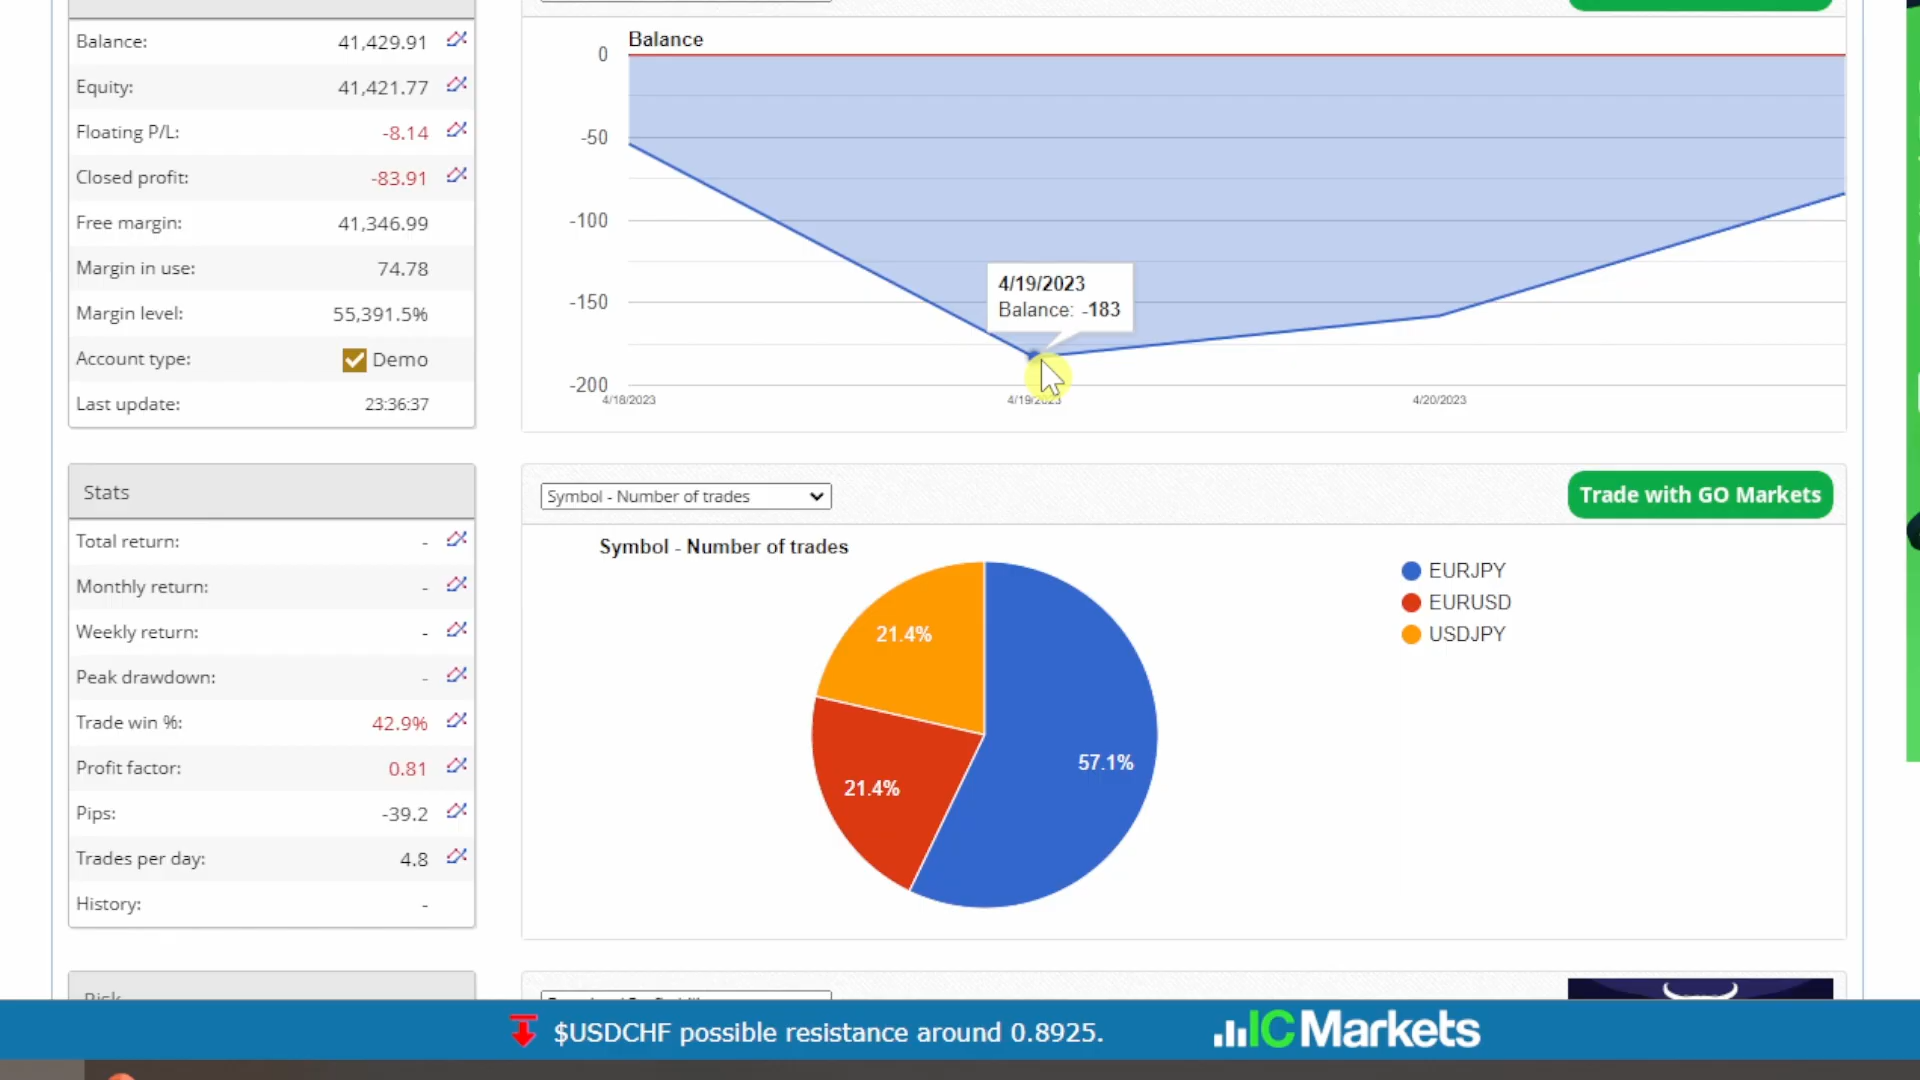 Balance: 41,429.91
Equity: 41,421.77
Floating P/L: -8.14
Closed profit: -83.91
Free margin: 41,346.99
Margin in use: 74.78
Margin level: 55,391.5%
Account type: Demo
Last update: 23:36:37
Balance
0
-50
-100
-150
-200
4/19/2023
Balance: -183
4/18/2023 4/19/2023 4/20/2023
Stats
Total return: -
Monthly return: -
Weekly return: -
Peak drawdown: -
Trade win %: 42.9%
Profit factor: 0.81
Pips: -39.2
Trades per day: 4.8
History: -
Symbol - Number of trades
Trade with GO Markets
Symbol - Number of trades
21.4%
21.4%
57.1%
EURJPY
EURUSD
USDJPY
Risk
$USDCHF possible resistance around 0.8925.
ICMarkets